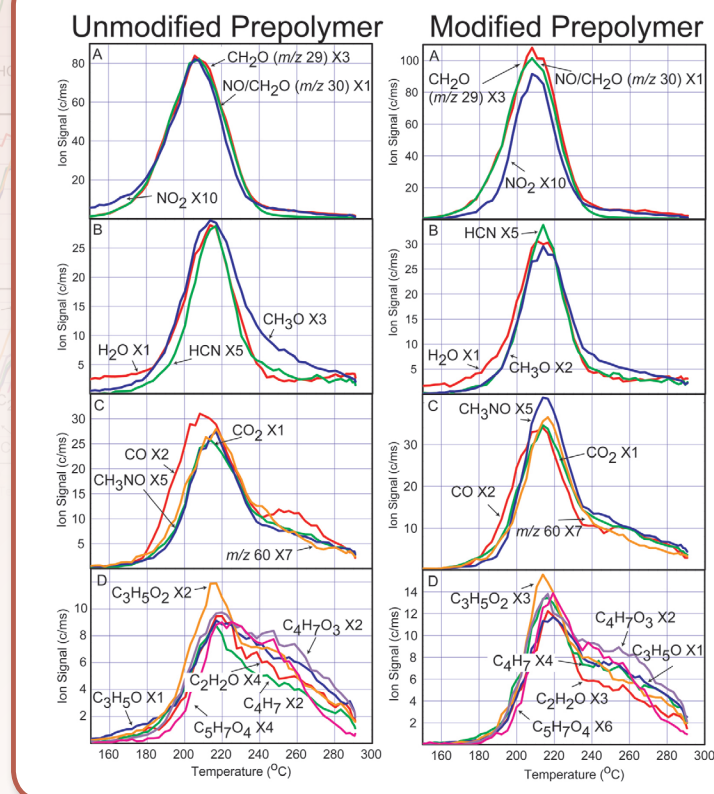 Unmodified Prepolymer
A
CH2O (m/z 29) X3
NO/CH2O (m/z 30) X1
NO2 X10
80
60
40
20
Ion Signal (c/ms)
B
CH3O X3
H2O X1
HCN X5
25
20
15
10
5
Ion Signal (c/ms)
C
CO2 X1
CO X2
CH3NO X5
m/z 60 X7
30
25
20
15
10
5
Ion Signal (c/ms)
D
C3H5O2 X2
C4H7O3 X2
C2H2O X4
C3H5O X1
C4H7 X2
C5H7O4 X4
10
8
6
4
2
Ion Signal (c/ms)
160 180 200 220 240 260 280 300
Temperature (OC)
Modified Prepolymer
A
CH2O
(m/z 29) X3
NO/CH2O (m/z 30) X1
NO2 X10
100
80
60
40
20
Ion Signal (c/ms)
B
HCN X5
H2O X1
CH3O X2
30
25
20
15
10
5
Ion Signal (c/ms)
C
CH3NO X5
CO2 X1
CO X2
m/z 60 X7
30
20
10
Ion Signal (c/ms)
D
C3H5O2 X3
C4H7O3 X2
C3H5O X1
C4H7 X4
C2H2O X3
C5H7O4 X6
14
12
10
8
6
4
2
Ion Signal (c/ms)
160 180 200 220 240 260 280 300
Temperature (OC)